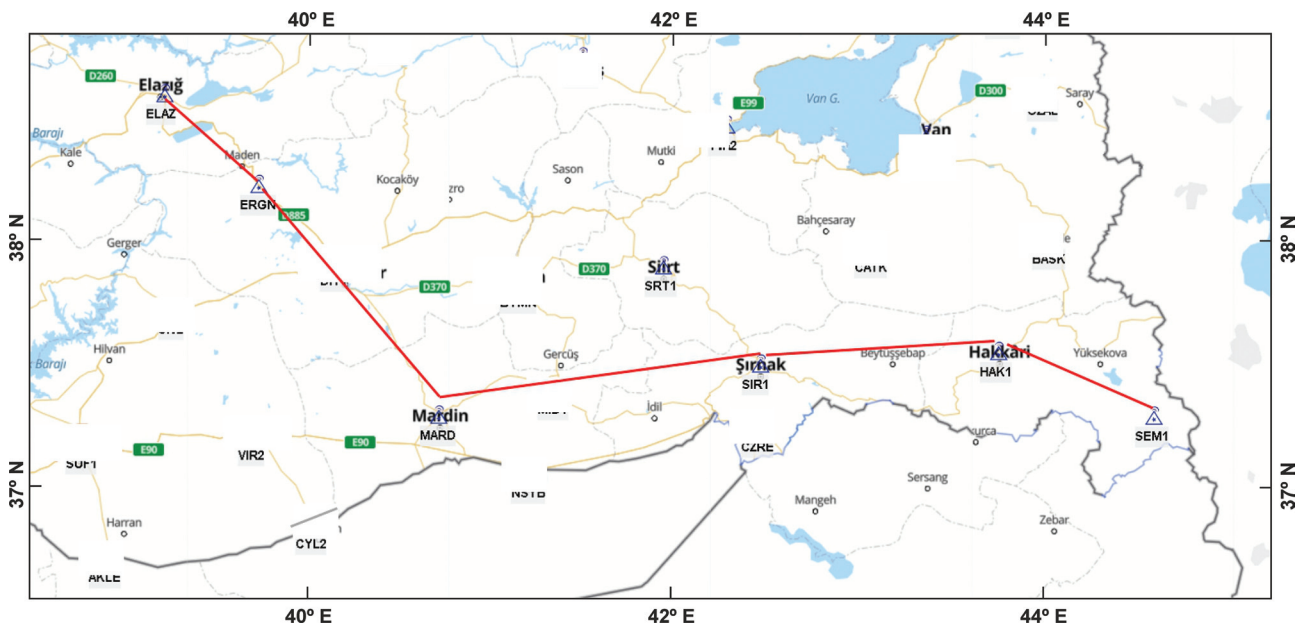 40º E
42º E
44º E
D260
Elazığ
ELAZ
Barajı
Kale
Maden
ERGN
D885
Kocaköy
Sason
Mutki
E99
Van G.
Van
D300
Saray
38º N
38º N
Gerger
D370
D370
Siirt
SRT1
Bahçesaray
CATK
BASK
Hilvan
Barajı
Gercüş
Şırnak
SIR1
Beytüşşebap
Hakkari
HAK1
Yüksekova
Mardin
MARD
İdil
CZRE
SEM1
E90
E90
SUF1
VIR2
37º N
37º N
NSTB
Mangeh
Sersang
Zebar
Harran
CYL2
AKLE
40º E
42º E
44º E